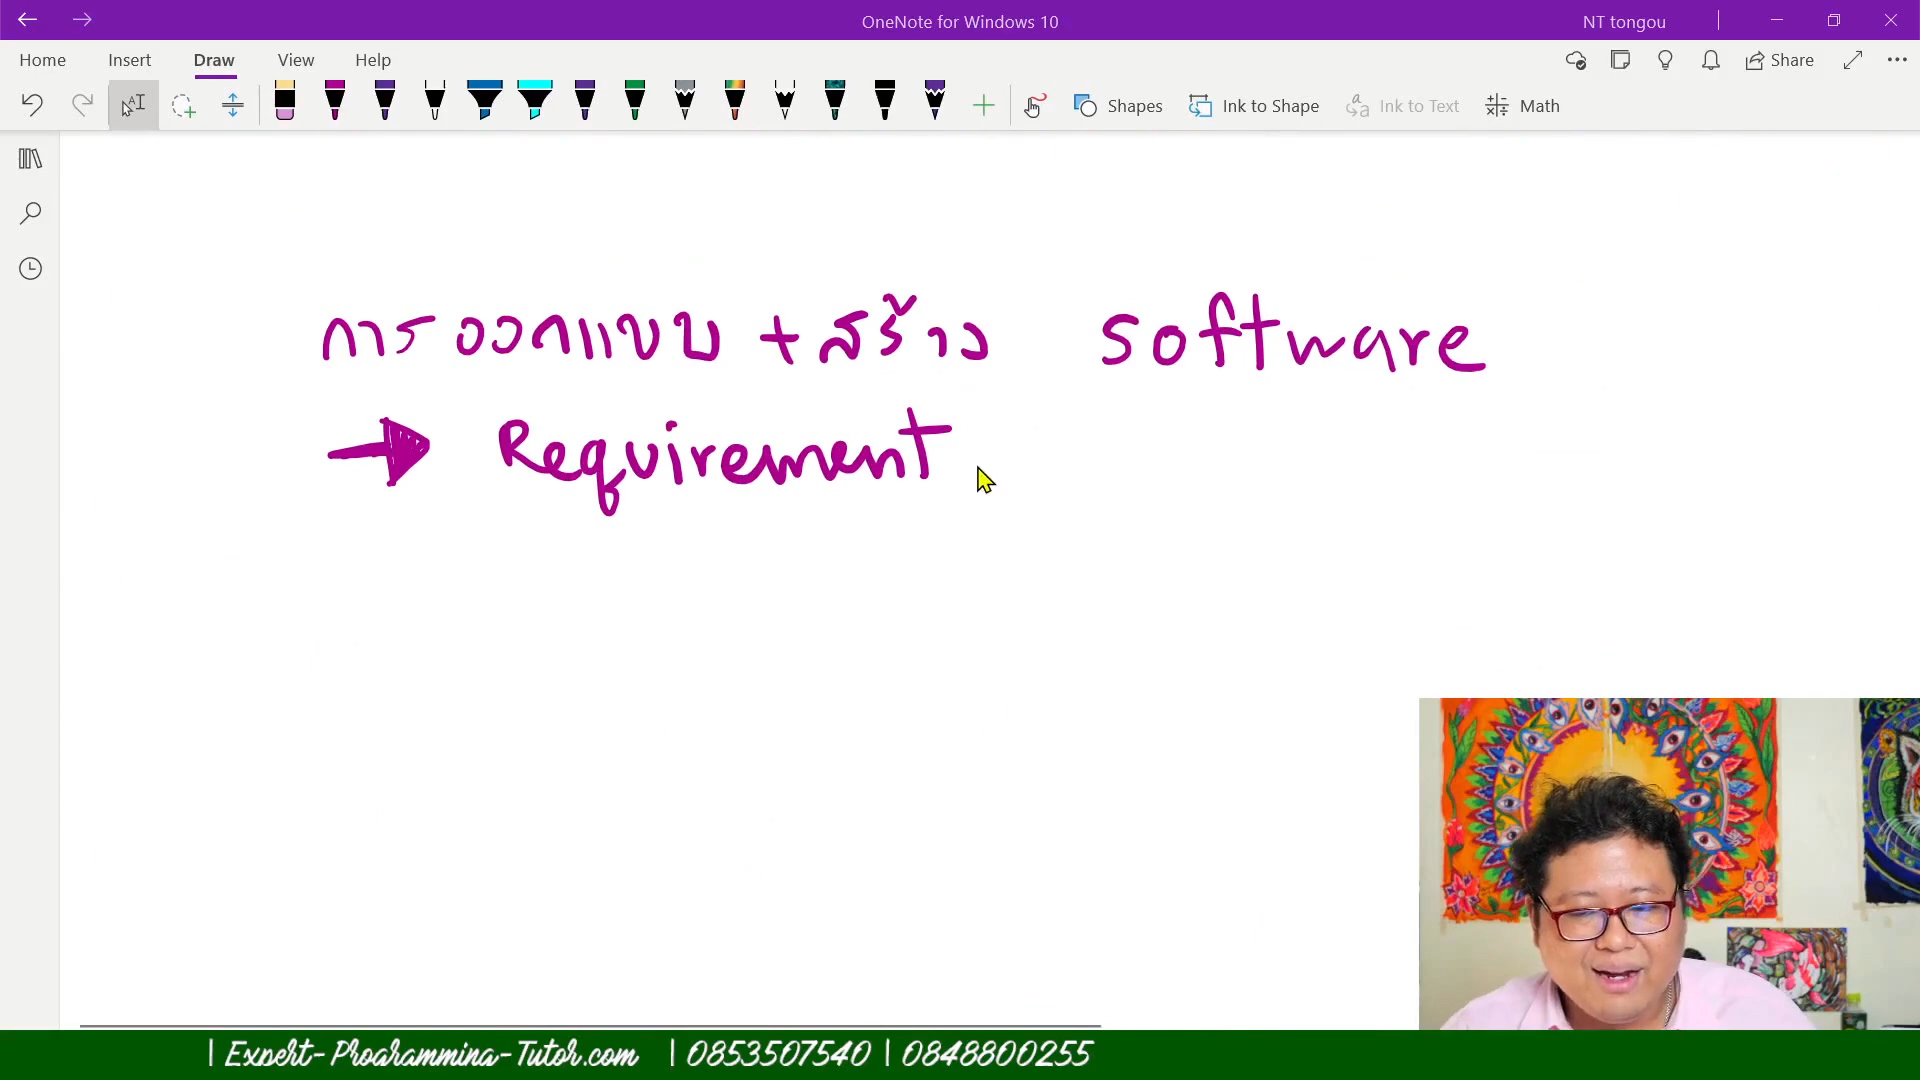 OneNote for Windows 10
NT tongou
Home Insert Draw View Help
Share
Shapes Ink to Shape Ink to Text Math
การออกแบบ + สร้าง software
Requirement
| Expert-Programming-Tutor.com | 0853507540 | 0848800255